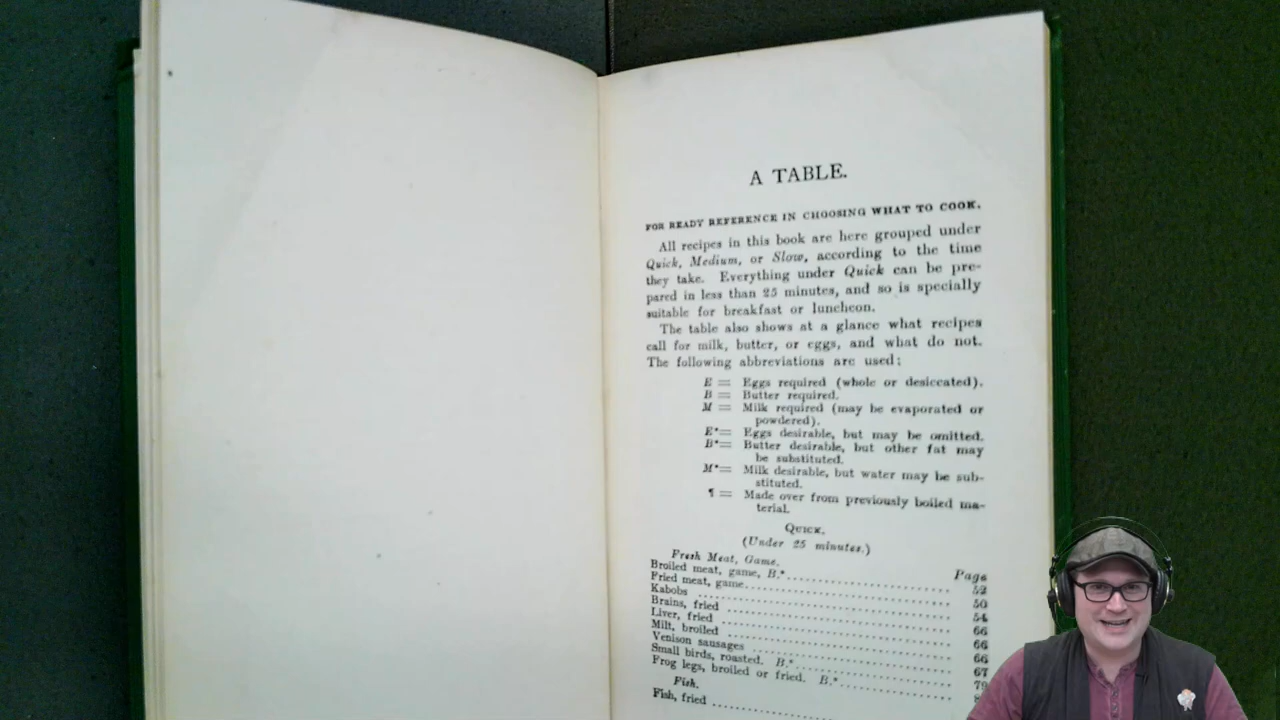 A TABLE.
FOR READY REFERENCE IN CHOOSING WHAT TO COOK.
All recipes in this book are here grouped under
Quick, Medium, or Slow, according to the time
they take. Everything under Quick can be pre-
pared in less than 25 minutes, and so is specially
suitable for breakfast or luncheon.
The table also shows at a glance what recipes
call for milk, butter, or eggs, and what do not.
The following abbreviations are used:
E = Eggs required (whole or desiccated).
B = Butter required.
M = Milk required (may be evaporated or
powdered).
E*= Eggs desirable, but may be omitted.
B*= Butter desirable, but other fat may
be substituted.
M*= Milk desirable, but water may be sub-
stituted.
¶ = Made over from previously boiled ma-
terial.
QUICK.
(Under 25 minutes.)
Fresh Meat, Game.
Page
Broiled meat, game, B.* 52
Fried meat, game 50
Kabobs 54
Brains, fried 66
Liver, fried 66
Milt, broiled 66
Venison sausages 67
Small birds, roasted. B.*
Frog legs, broiled or fried. B.*
Fish.
Fish, fried